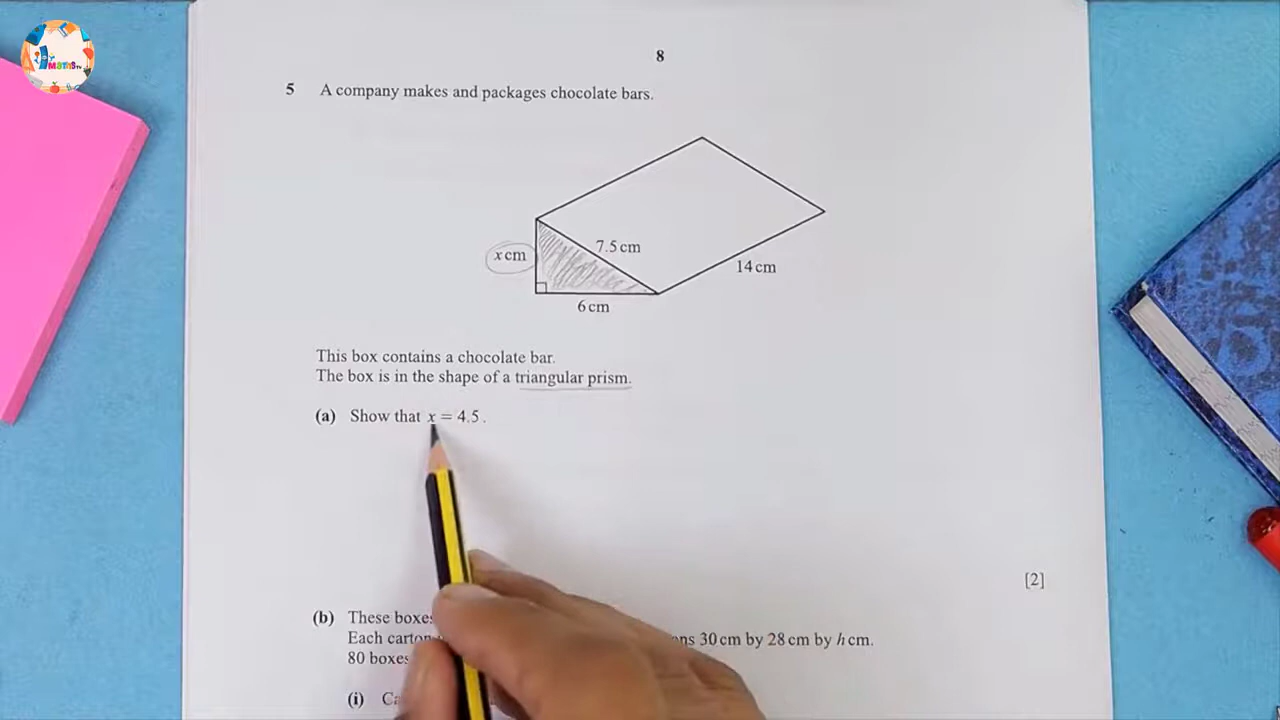 MATHSTV
8
5 A company makes and packages chocolate bars.
x cm
7.5 cm
14 cm
6 cm
This box contains a chocolate bar.
The box is in the shape of a triangular prism.
(a) Show that x = 4.5 .
[2]
(b) These boxes
Each carton 30 cm by 28 cm by h cm.
80 boxes
(i)